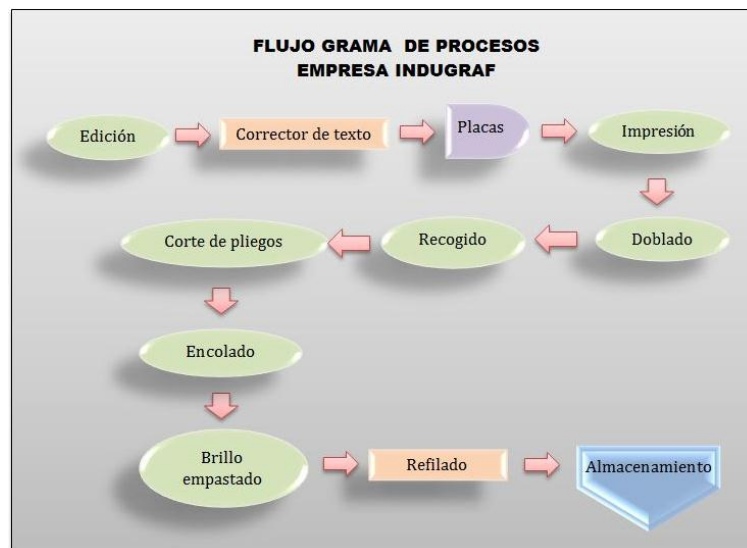 FLUJO GRAMA DE PROCESOS
EMPRESA INDUGRAF
Edición
Corrector de texto
Placas
Impresión
Doblado
Recogido
Corte de pliegos
Encolado
Brillo
empastado
Refilado
Almacenamiento